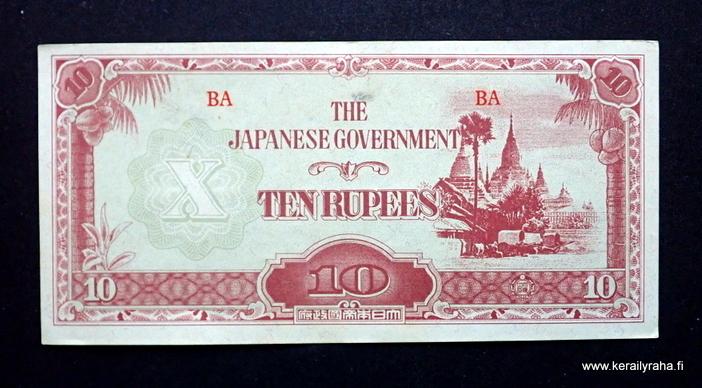 10 10
BA BA
THE
JAPANESE GOVERNMENT
X
TEN RUPEES
10 10 10
府政國帝本日大
www.kerailyraha.fi